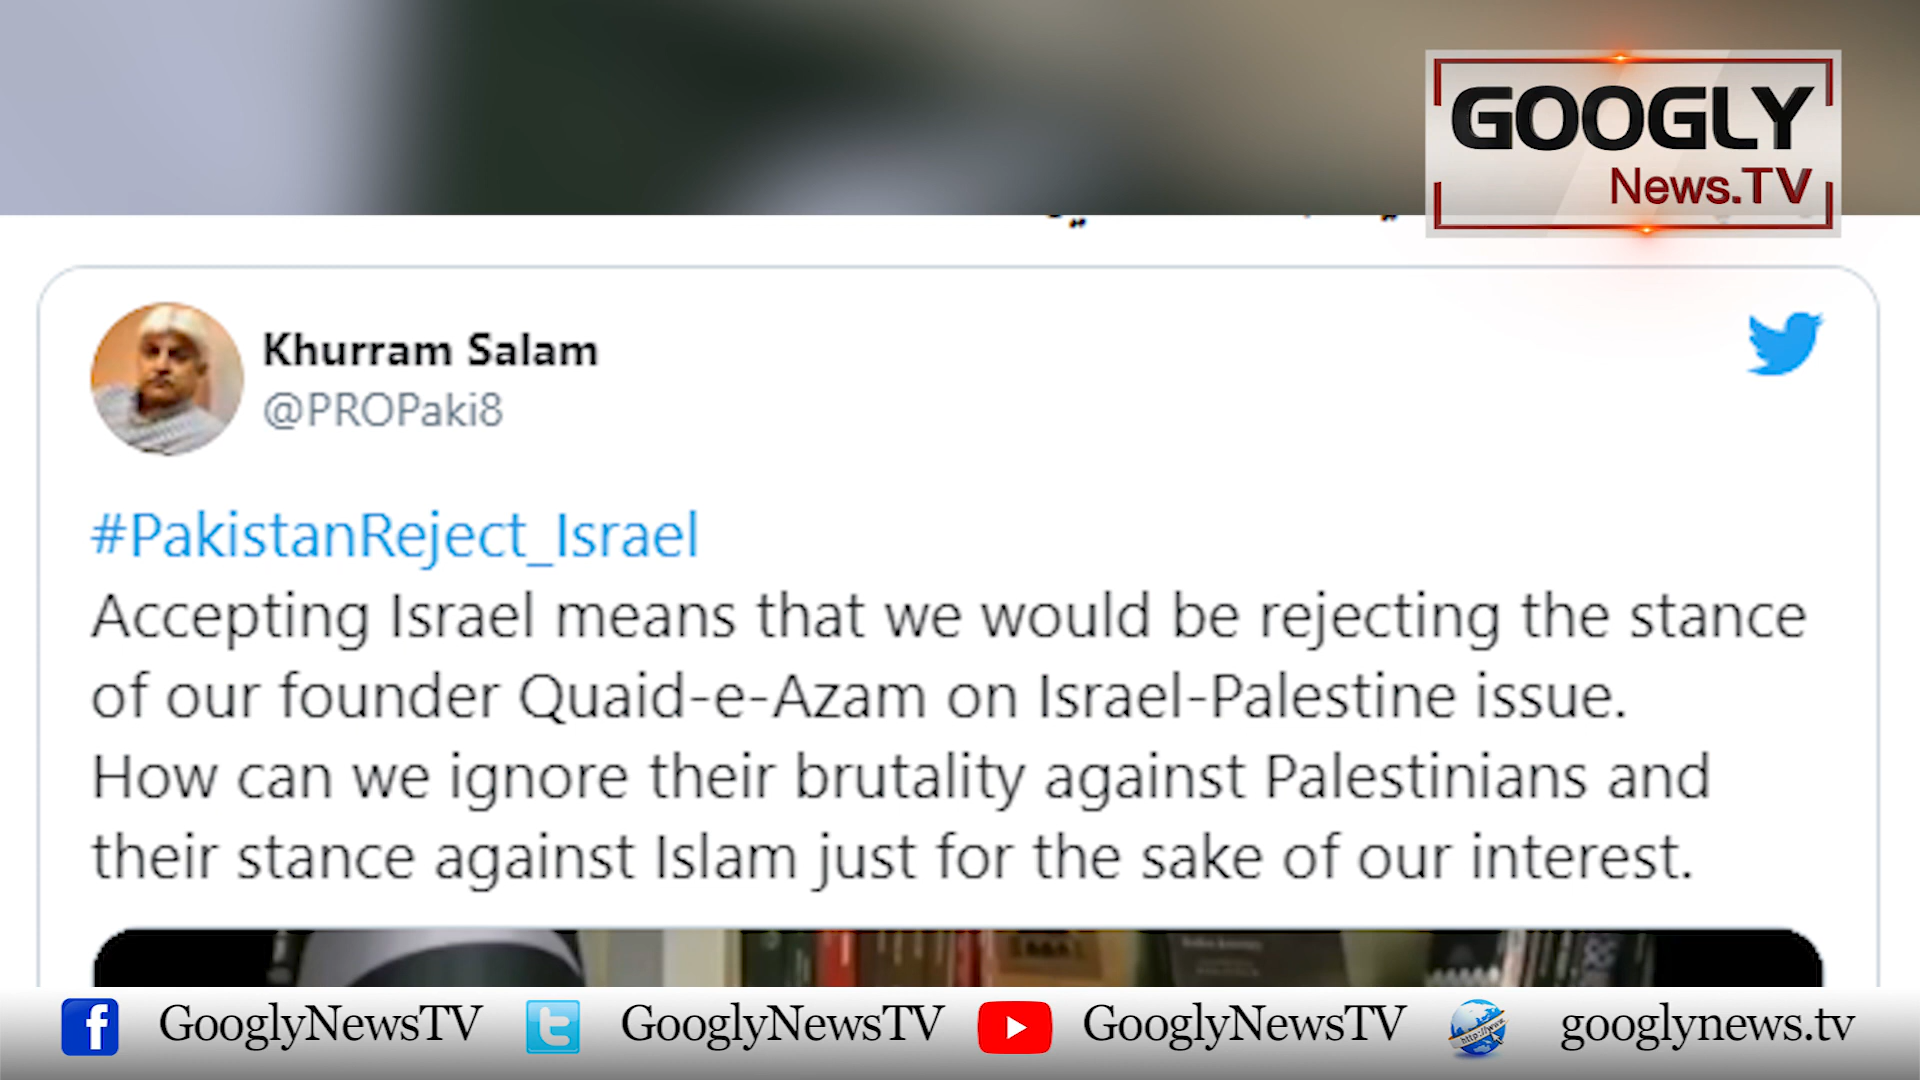 GOOGLY
News.TV
Khurram Salam
@PROPaki8
#PakistanReject_Israel
Accepting Israel means that we would be rejecting the stance
of our founder Quaid-e-Azam on Israel-Palestine issue.
How can we ignore their brutality against Palestinians and
their stance against Islam just for the sake of our interest.
GooglyNewsTV
GooglyNewsTV
GooglyNewsTV
googlynews.tv